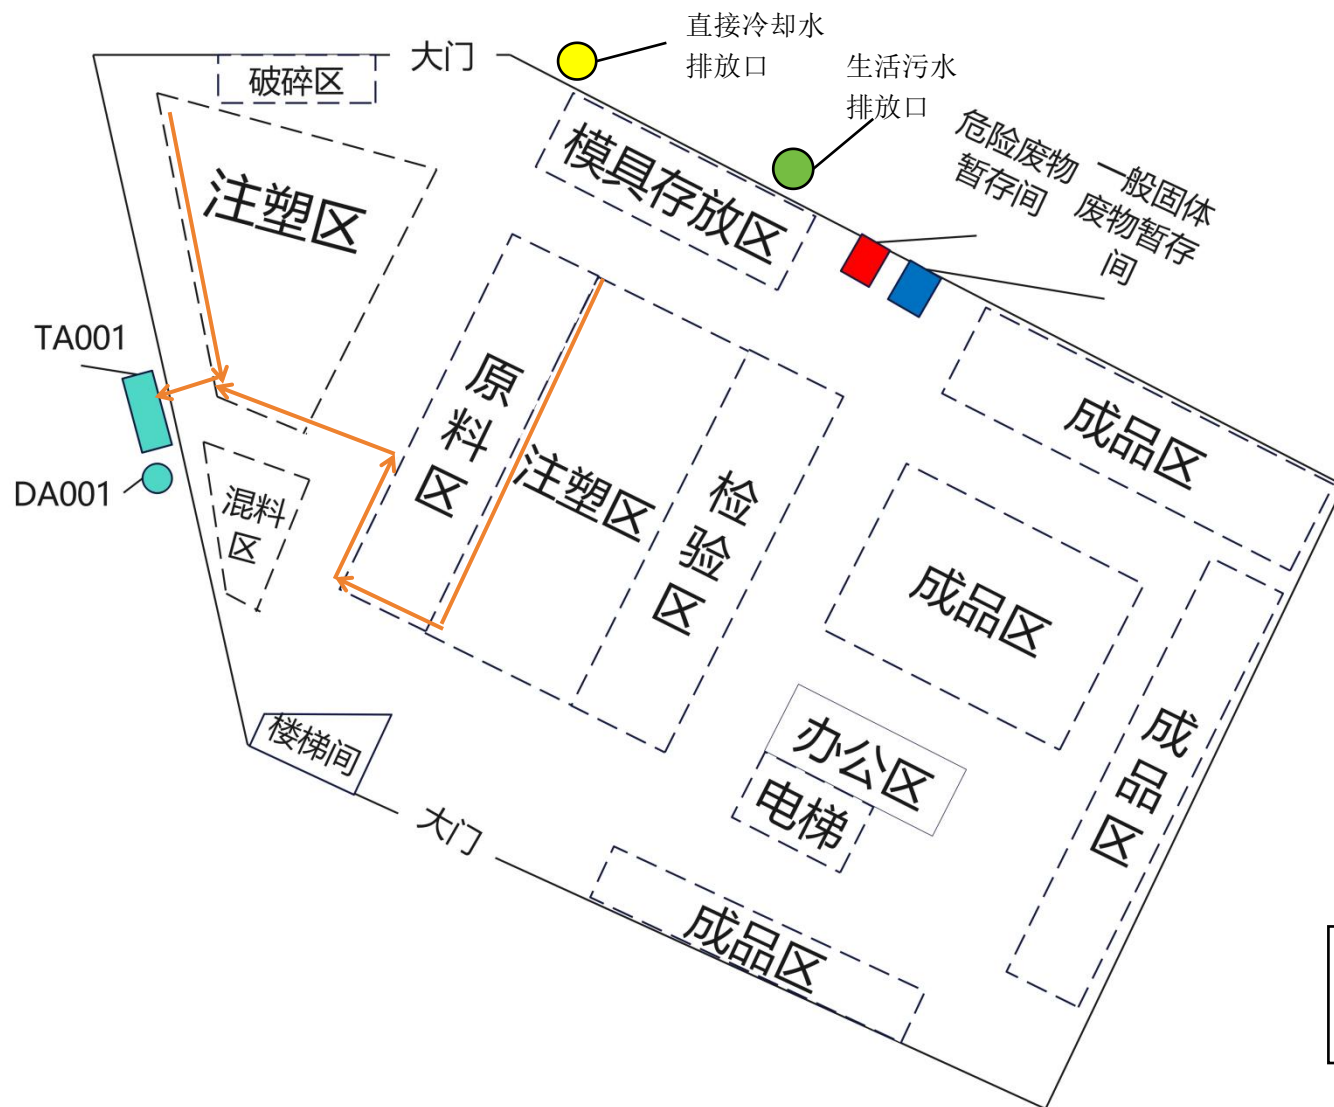 直接冷却水
排放口
大门
生活污水
排放口
破碎区
危险废物
暂存间
一般固体
废物暂存
间
模具存放区
注塑区
TA001
原
料
区
成品区
注塑区
检
验
区
DA001
混料
区
成品区
楼梯间
办公区
成
品
区
电梯
大门
成品区